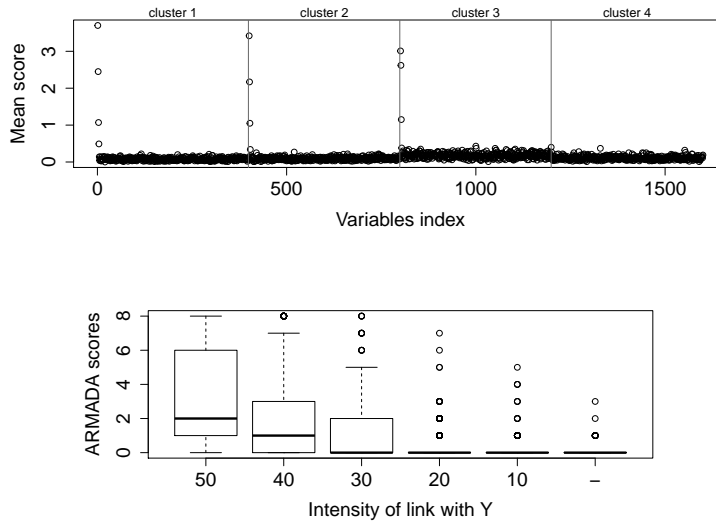 cluster 1 cluster 2 cluster 3 cluster 4
3
2
1
0
Mean score
0 500 1000 1500
Variables index
8
6
4
2
0
ARMADA scores
50 40 30 20 10 –
Intensity of link with Y